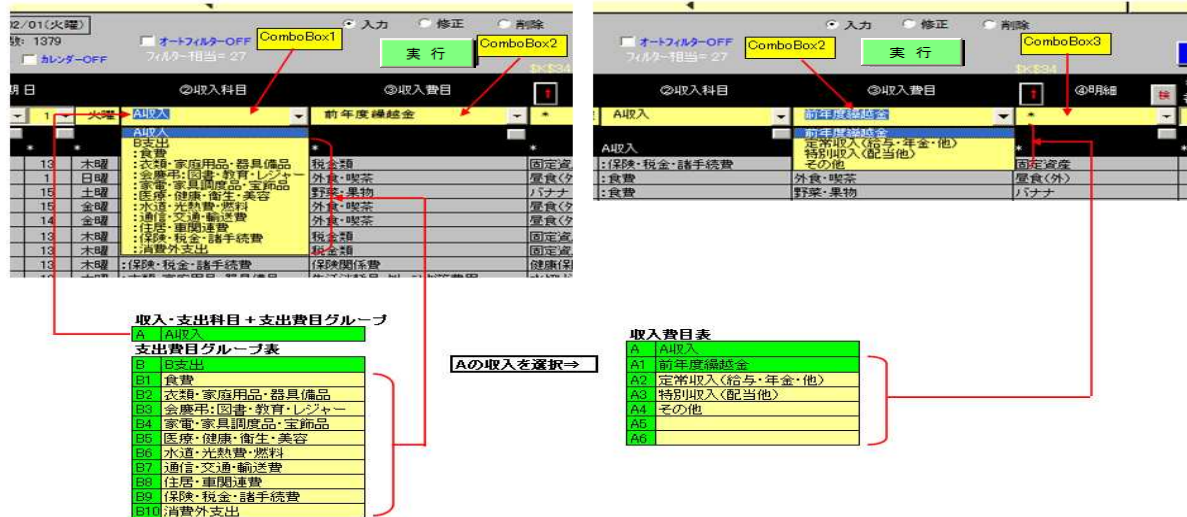 02/01(火曜)
入力 修正 削除
数: 1379
オートフィルターOFF
ComboBox1
実 行
ComboBox2
カレンダーOFF
フィルター相当= 27
$K$34
期 日
②収入科目
③収入費目
↑
1
火曜
A収入
前年度繰越金
*
A収入
B支出
:食費
:衣類・家庭用品・器具備品
:会慶弔:図書・教育・レジャー
:家電・家具調度品・宝飾品
:医療・健康・衛生・美容
:水道・光熱費・燃料
:通信・交通・輸送費
:住居・車関連費
:保険・税金・諸手続費
:消費外支出
* * * *
13 木曜 税金類 固定資
1 日曜 外食・喫茶 昼食(外
15 土曜 野菜・果物 バナナ
15 金曜 外食・喫茶 昼食(外
14 金曜 外食・喫茶 昼食(外
13 木曜 税金類 固定資
13 木曜 税金類 固定資
13 木曜 :保険・税金・諸手続費 保険関係費 健康保
入力 修正 削除
オートフィルターOFF
ComboBox2
実 行
ComboBox3
フィルター相当= 27
$K$34
②収入科目
③収入費目
↑
④明細
検
A収入
前年度繰越金
*
前年度繰越金
定常収入(給与・年金・他)
特別収入(配当他)
その他
A収入
*
:保険・税金・諸手続費
固定資産
:食費 外食・喫茶 昼食(外)
:食費 野菜・果物 バナナ
収入・支出科目+支出費目グループ
A A収入
支出費目グループ表
B B支出
B1 食費
B2 衣類・家庭用品・器具備品
B3 会慶弔:図書・教育・レジャー
B4 家電・家具調度品・宝飾品
B5 医療・健康・衛生・美容
B6 水道・光熱費・燃料
B7 通信・交通・輸送費
B8 住居・車関連費
B9 保険・税金・諸手続費
B10 消費外支出
Aの収入を選択⇒
収入費目表
A A収入
A1 前年度繰越金
A2 定常収入(給与・年金・他)
A3 特別収入(配当他)
A4 その他
A5
A6